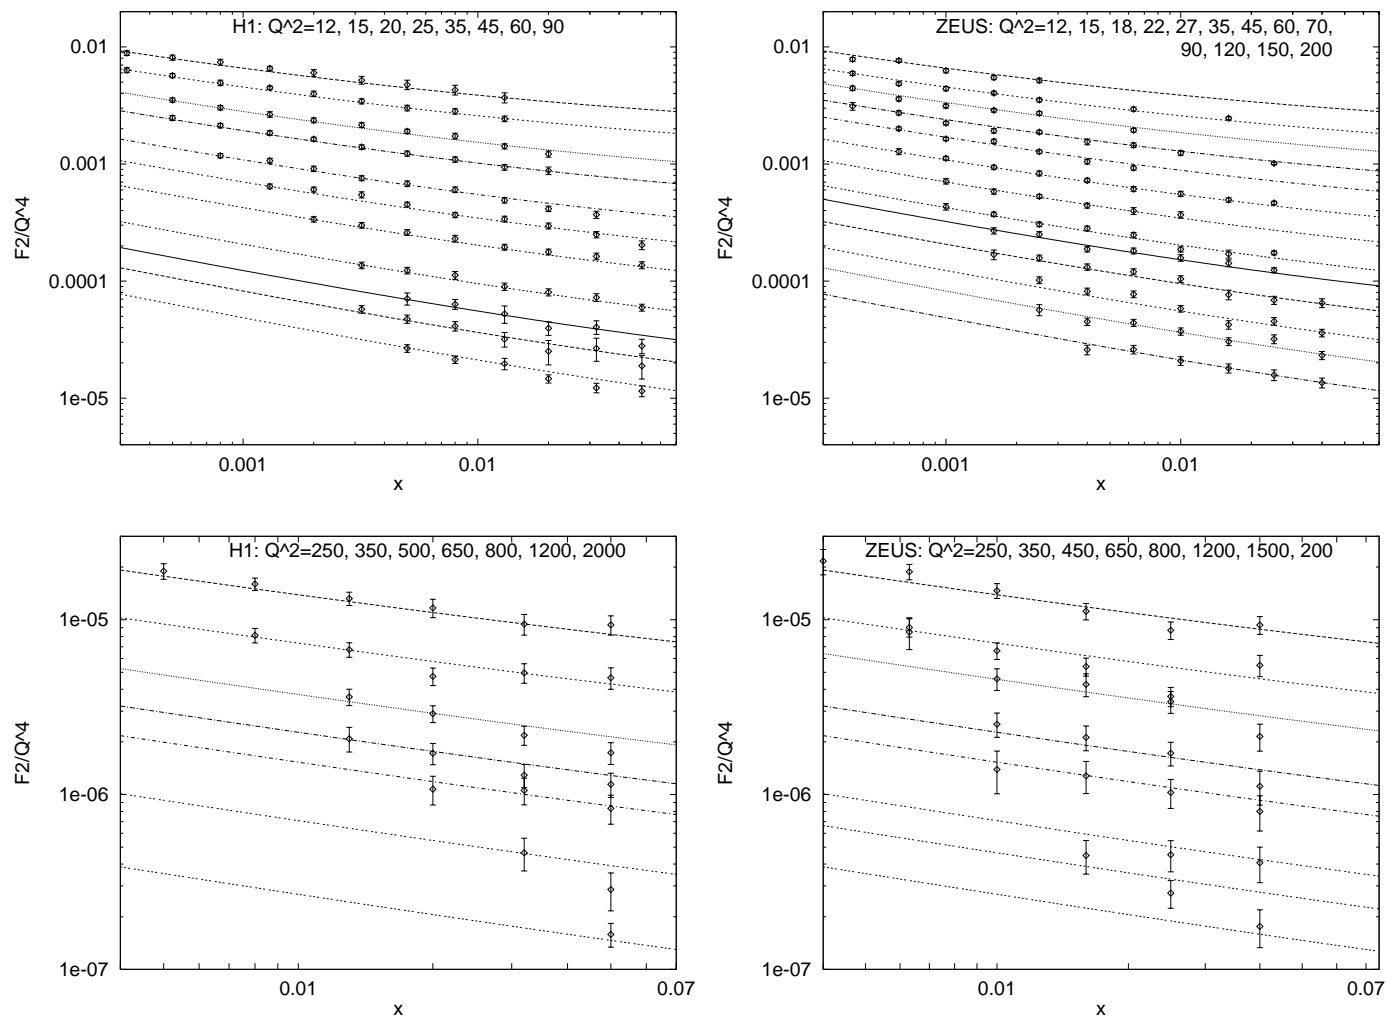 H1: Q^2=12, 15, 20, 25, 35, 45, 60, 90
0.01
0.001
0.0001
1e-05
F2/Q^4
0.001
0.01
x
ZEUS: Q^2=12, 15, 18, 22, 27, 35, 45, 60, 70,
90, 120, 150, 200
0.01
0.001
0.0001
1e-05
F2/Q^4
0.001
0.01
x
H1: Q^2=250, 350, 500, 650, 800, 1200, 2000
1e-05
1e-06
1e-07
F2/Q^4
0.01
0.07
x
ZEUS: Q^2=250, 350, 450, 650, 800, 1200, 1500, 200
1e-05
1e-06
1e-07
F2/Q^4
0.01
0.07
x